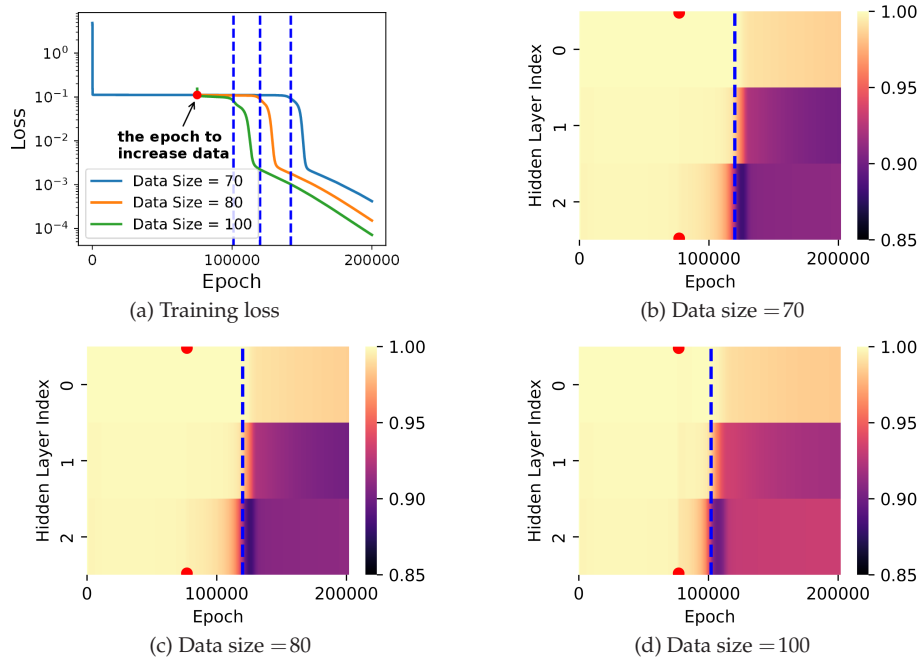 10⁰
10⁻¹
10⁻²
10⁻³
10⁻⁴
Loss
the epoch to
increase data
Data Size = 70
Data Size = 80
Data Size = 100
0 100000 200000
Epoch
(a) Training loss
Hidden Layer Index
0
1
2
0 100000 200000
Epoch
1.00
0.95
0.90
0.85
(b) Data size = 70
Hidden Layer Index
0
1
2
0 100000 200000
Epoch
1.00
0.95
0.90
0.85
(c) Data size = 80
Hidden Layer Index
0
1
2
0 100000 200000
Epoch
1.00
0.95
0.90
0.85
(d) Data size = 100